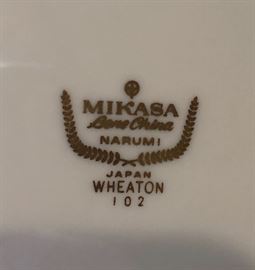 MIKASA
Bone China
NARUMI
JAPAN
WHEATON
102